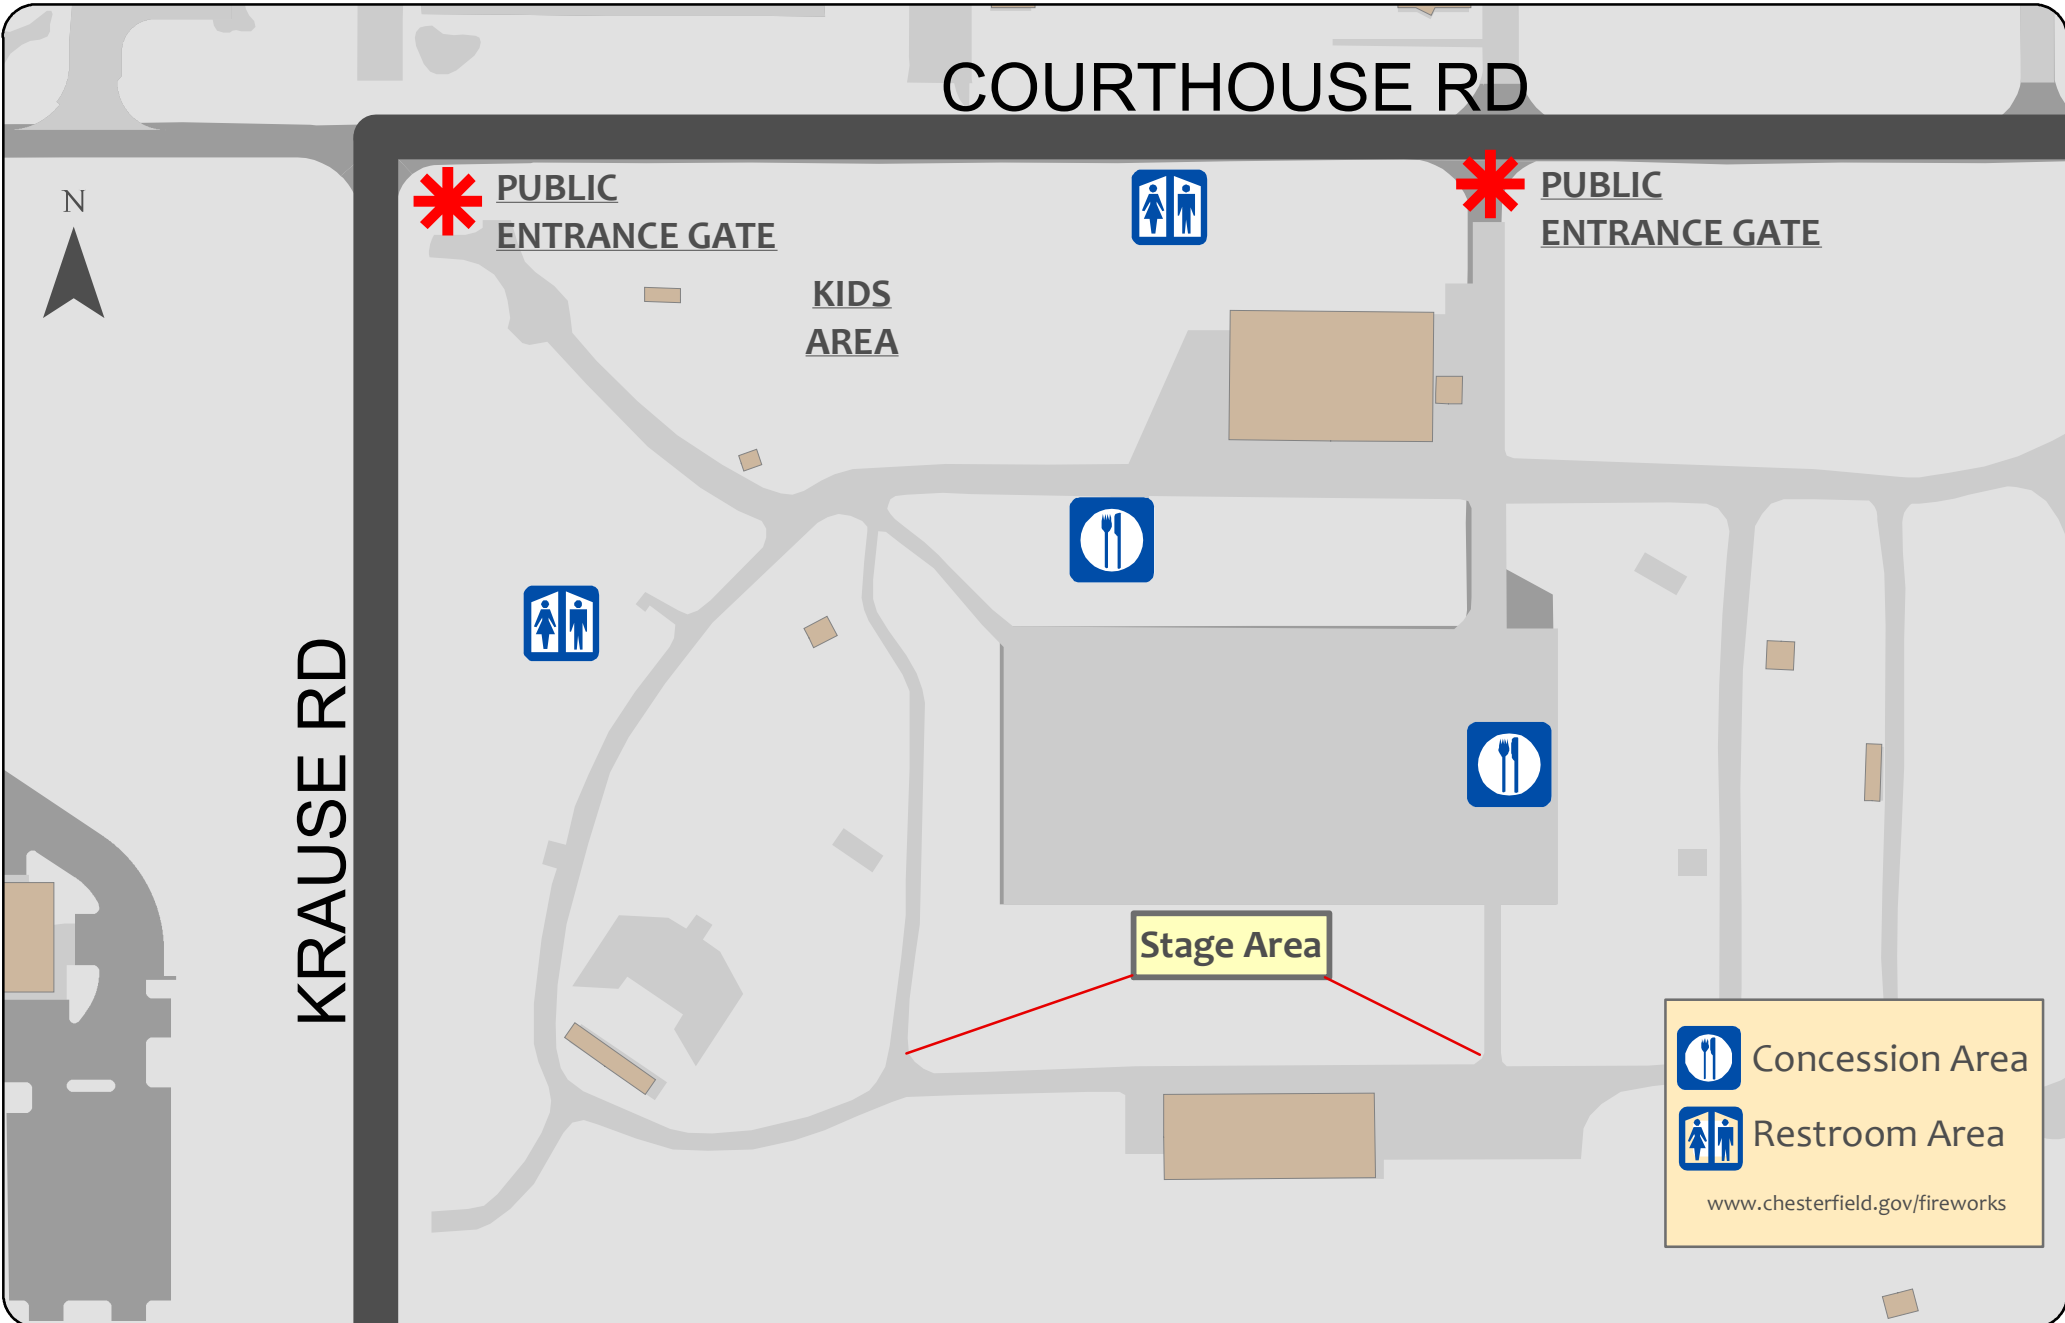 COURTHOUSE RD
PUBLIC
ENTRANCE GATE
PUBLIC
ENTRANCE GATE
N
KIDS
AREA
KRAUSE RD
Stage Area
Concession Area
Restroom Area
www.chesterfield.gov/fireworks